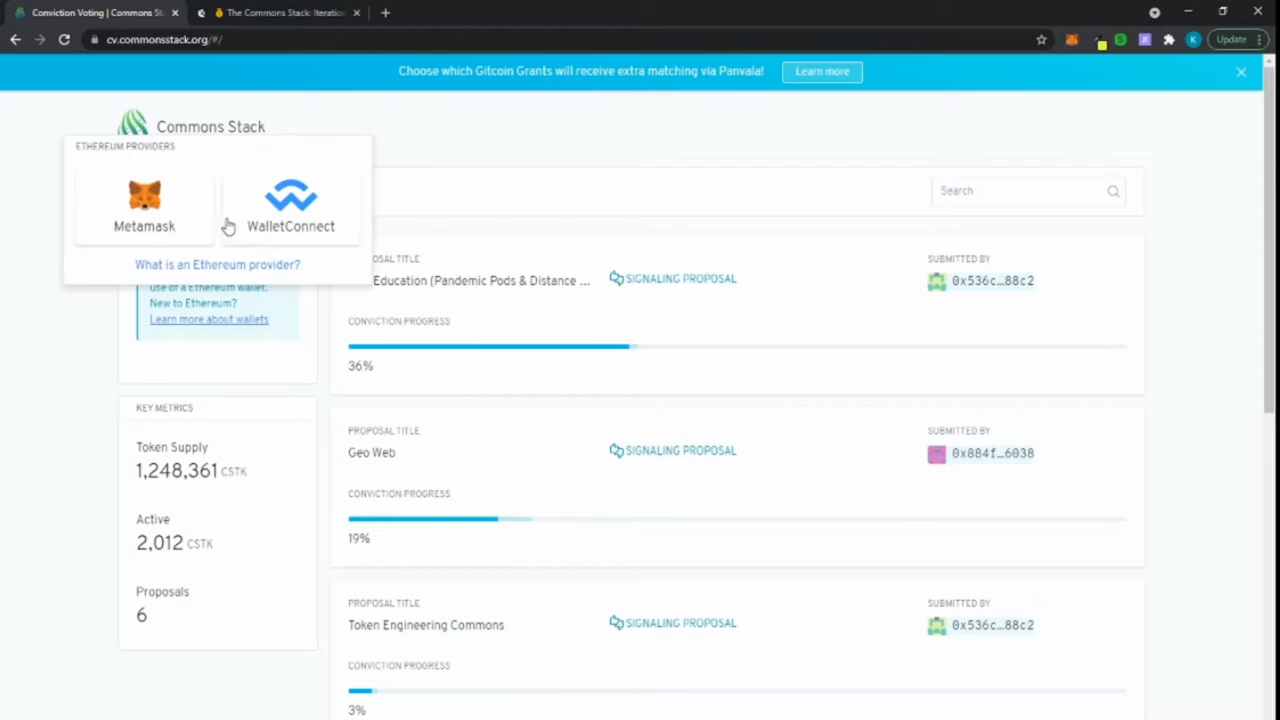 Conviction Voting | Commons St
The Commons Stack: Iteration
cv.commonsstack.org/#/
Update
Choose which Gitcoin Grants will receive extra matching via Panvala!
Learn more
Commons Stack
ETHEREUM PROVIDERS
Metamask
WalletConnect
What is an Ethereum provider?
use of a Ethereum wallet.
New to Ethereum?
Learn more about wallets
KEY METRICS
Token Supply
1,248,361 CSTK
Active
2,012 CSTK
Proposals
6
Search
OSAL TITLE
Education (Pandemic Pods & Distance ...
SIGNALING PROPOSAL
SUBMITTED BY
0x536c…88c2
CONVICTION PROGRESS
36%
PROPOSAL TITLE
Geo Web
SIGNALING PROPOSAL
SUBMITTED BY
0x884f…6038
CONVICTION PROGRESS
19%
PROPOSAL TITLE
Token Engineering Commons
SIGNALING PROPOSAL
SUBMITTED BY
0x536c…88c2
CONVICTION PROGRESS
3%